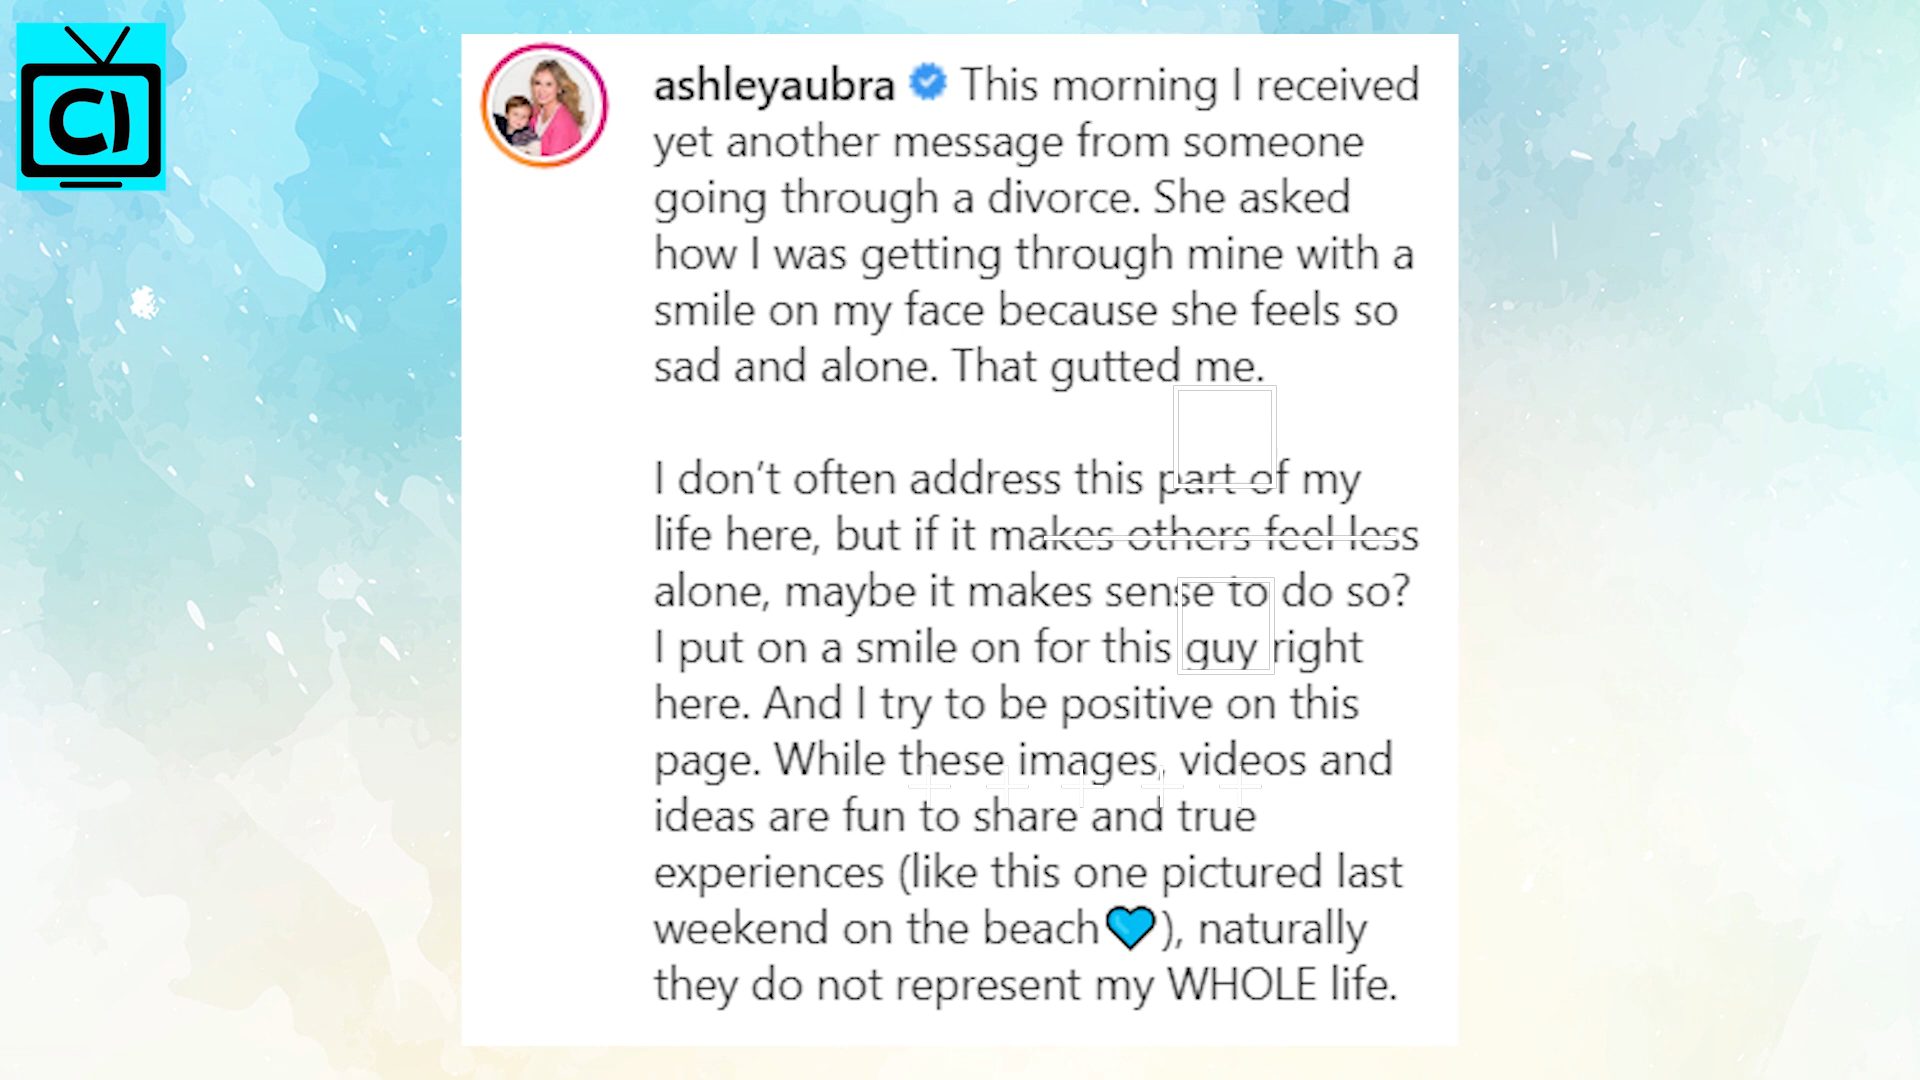 CJ
ashleyaubra This morning I received
yet another message from someone
going through a divorce. She asked
how I was getting through mine with a
smile on my face because she feels so
sad and alone. That gutted me.
I don’t often address this part of my
life here, but if it makes others feel less
alone, maybe it makes sense to do so?
I put on a smile on for this guy right
here. And I try to be positive on this
page. While these images, videos and
ideas are fun to share and true
experiences (like this one pictured last
weekend on the beach💙), naturally
they do not represent my WHOLE life.